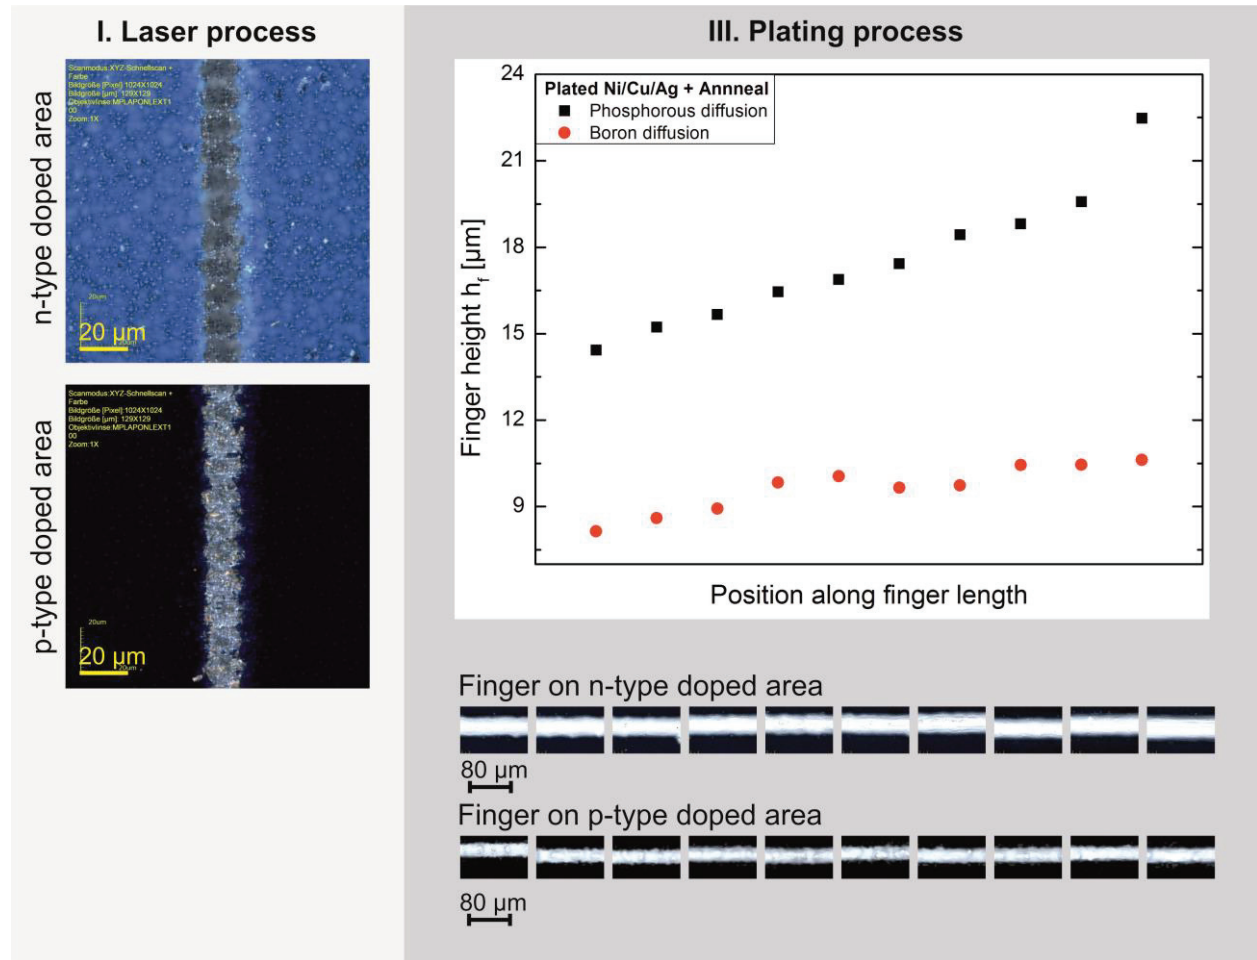 I. Laser process
n-type doped area
Scanmodus:XYZ-Schnellscan +
Farbe
Bildgröße [Pixel]:1024X1024
Bildgröße [µm]: 129X129
Objektivlinse:MPLAPONLEXT1
00
Zoom:1X
20um
20 µm
p-type doped area
Scanmodus:XYZ-Schnellscan +
Farbe
Bildgröße [Pixel]:1024X1024
Bildgröße [µm]: 129X129
Objektivlinse:MPLAPONLEXT1
00
Zoom:1X
20um
20 µm
20um
III. Plating process
24
21
18
15
12
9
Finger height h_f [µm]
Plated Ni/Cu/Ag + Annneal
Phosphorous diffusion
Boron diffusion
Position along finger length
Finger on n-type doped area
80 µm
Finger on p-type doped area
80 µm